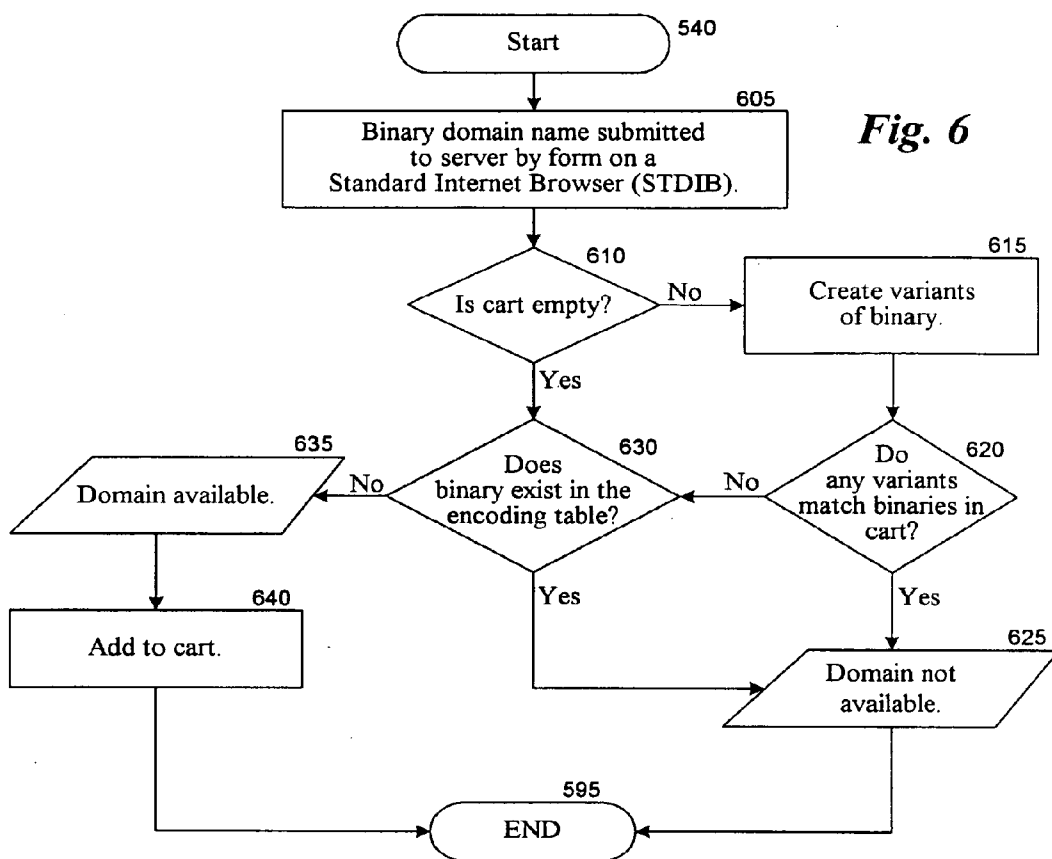 540
Start
605
Fig. 6
Binary domain name submitted
to server by form on a
Standard Internet Browser (STDIB).
610
Is cart empty?
No
615
Create variants
of binary.
Yes
635
Domain available.
No
630
Does
binary exist in the
encoding table?
No
620
Do
any variants
match binaries in
cart?
640
Add to cart.
Yes
Yes
625
Domain not
available.
595
END